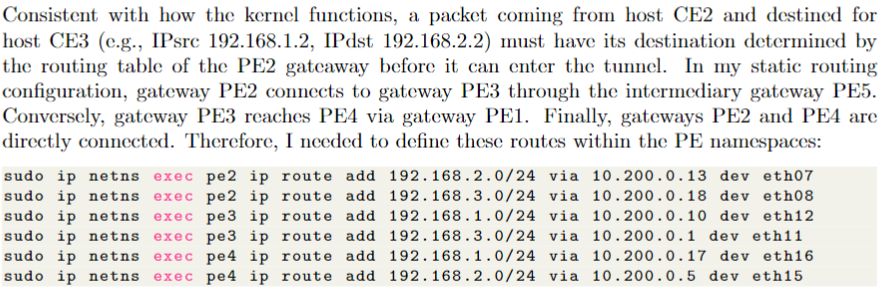 Consistent with how the kernel functions, a packet coming from host CE2 and destined for
host CE3 (e.g., IPsrc 192.168.1.2, IPdst 192.168.2.2) must have its destination determined by
the routing table of the PE2 gateaway before it can enter the tunnel. In my static routing
configuration, gateway PE2 connects to gateway PE3 through the intermediary gateway PE5.
Conversely, gateway PE3 reaches PE4 via gateway PE1. Finally, gateways PE2 and PE4 are
directly connected. Therefore, I needed to define these routes within the PE namespaces:
sudo ip netns exec pe2 ip route add 192.168.2.0/24 via 10.200.0.13 dev eth07
sudo ip netns exec pe2 ip route add 192.168.3.0/24 via 10.200.0.18 dev eth08
sudo ip netns exec pe3 ip route add 192.168.1.0/24 via 10.200.0.10 dev eth12
sudo ip netns exec pe3 ip route add 192.168.3.0/24 via 10.200.0.1 dev eth11
sudo ip netns exec pe4 ip route add 192.168.1.0/24 via 10.200.0.17 dev eth16
sudo ip netns exec pe4 ip route add 192.168.2.0/24 via 10.200.0.5 dev eth15